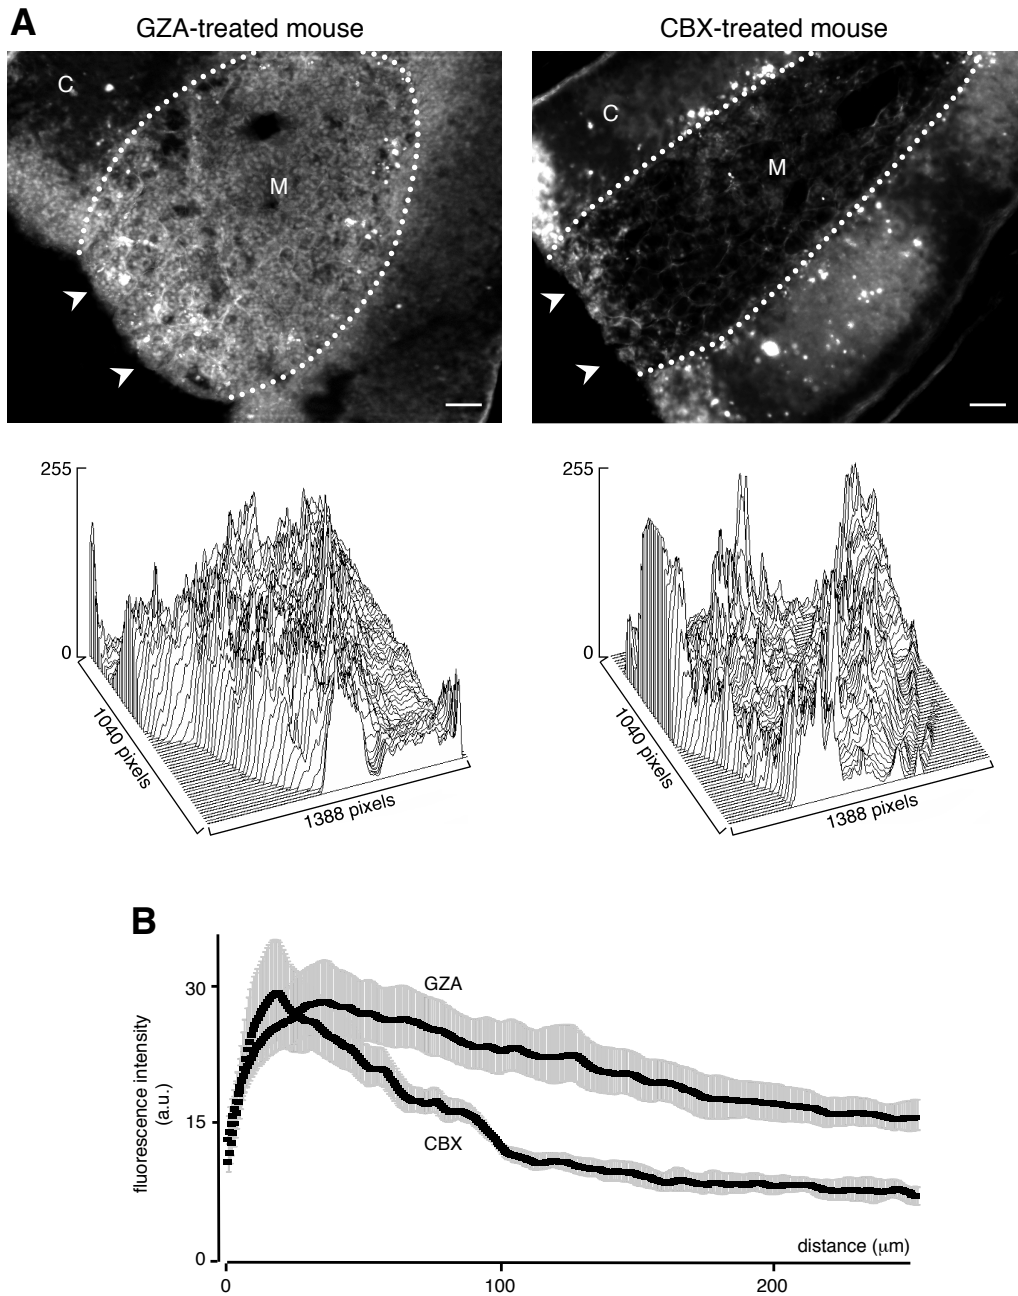 A
GZA-treated mouse
CBX-treated mouse
C
M
C
M
255
0
1040 pixels
1388 pixels
255
0
1040 pixels
1388 pixels
B
fluorescence intensity
(a.u.)
30
15
0
GZA
CBX
distance (µm)
0
100
200